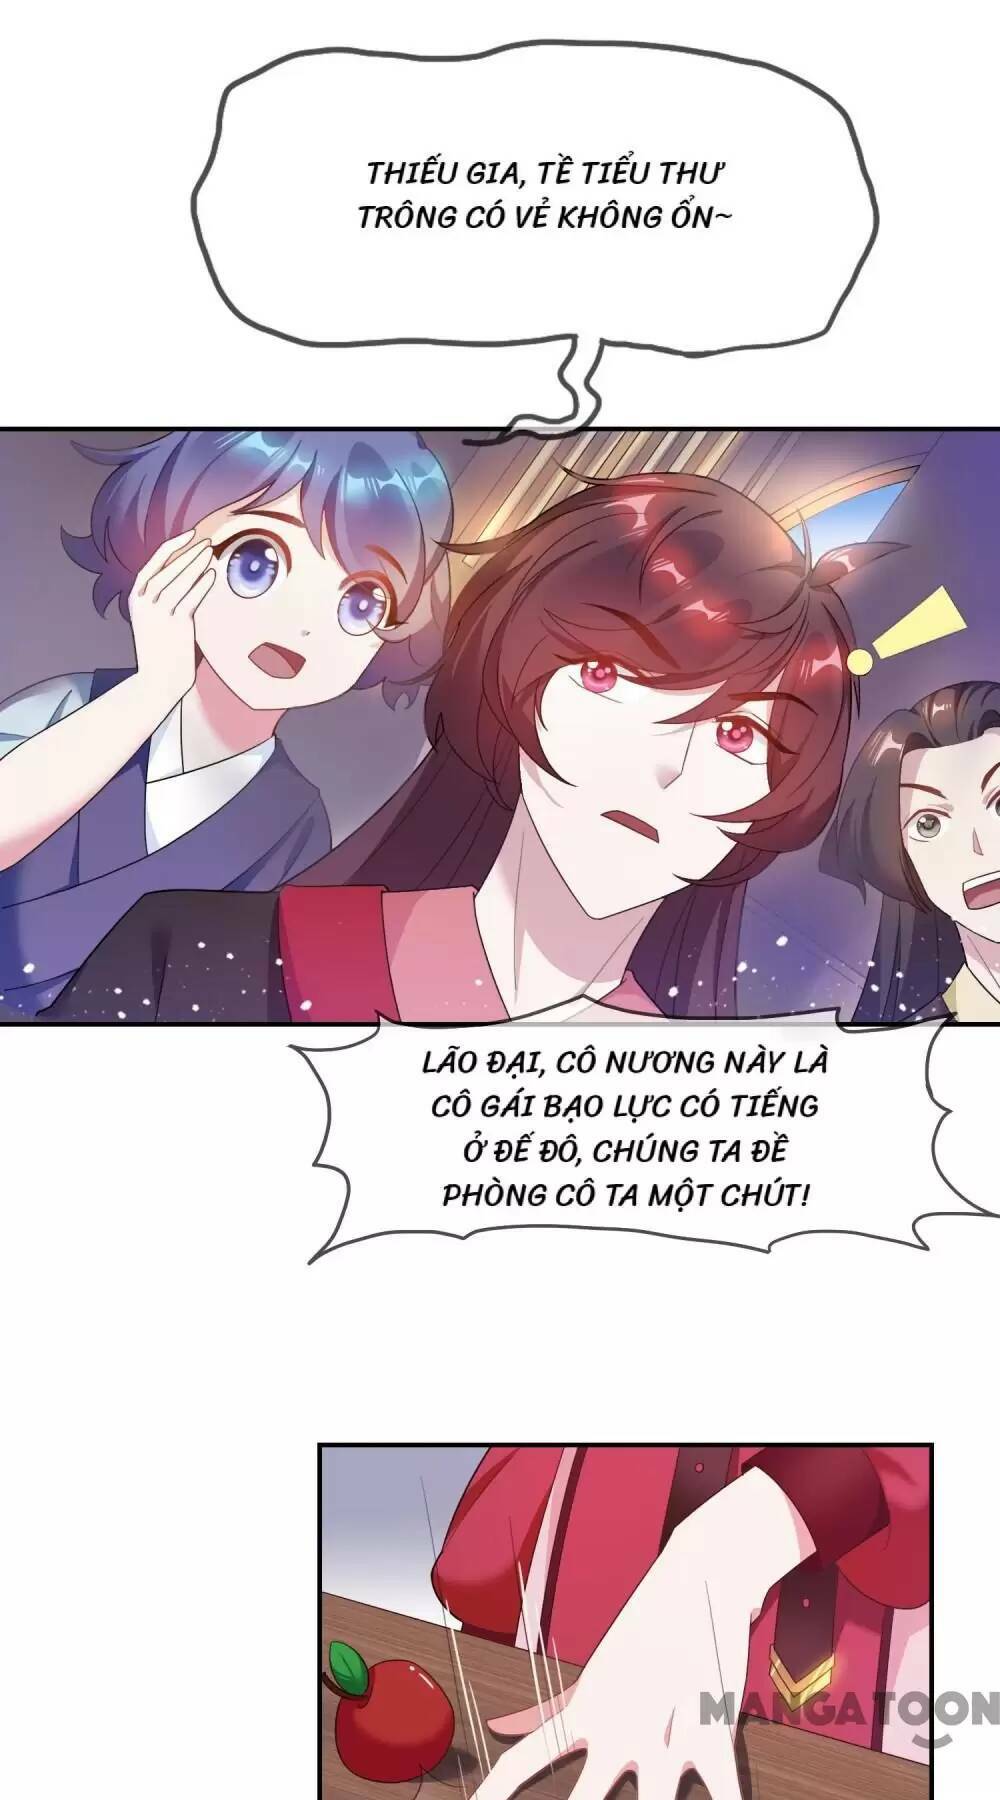 THIẾU GIA, TỀ TIỂU THƯ
TRÔNG CÓ VẺ KHÔNG ỔN~
LÃO ĐẠI, CÔ NƯƠNG NÀY LÀ
CÔ GÁI BẠO LỰC CÓ TIẾNG
Ở ĐẾ ĐÔ, CHÚNG TA ĐỀ
PHÒNG CÔ TA MỘT CHÚT!
MANGATOON